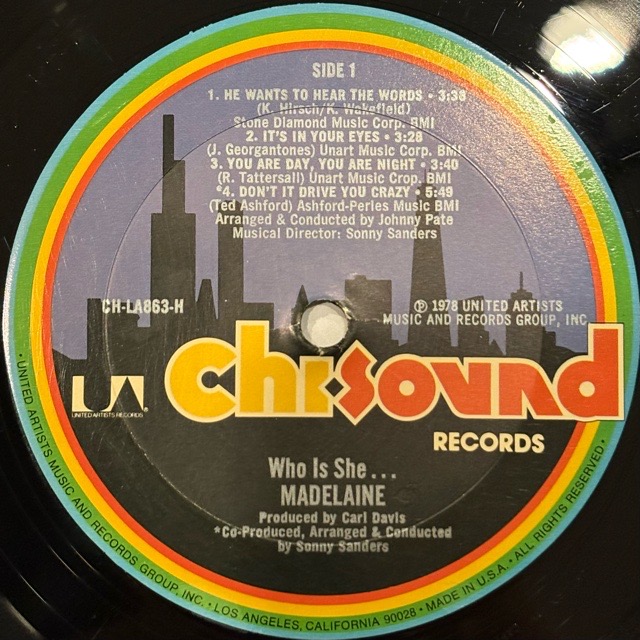 SIDE 1
1. HE WANTS TO HEAR THE WORDS • 3:38
(K. Hirsch/K. Wakefield)
Stone Diamond Music Corp. BMI
2. IT'S IN YOUR EYES • 3:28
(J. Georgantones) Unart Music Corp. BMI
3. YOU ARE DAY, YOU ARE NIGHT • 3:40
(R. Tattersall) Unart Music Crop. BMI
*4. DON'T IT DRIVE YOU CRAZY • 5:49
(Ted Ashford) Ashford-Perles Music BMI
Arranged & Conducted by Johnny Pate
Musical Director: Sonny Sanders
CH-LA863-H
℗ 1978 UNITED ARTISTS
MUSIC AND RECORDS GROUP, INC
Chi-Sound
RECORDS
UA
UNITED ARTISTS RECORDS
Who Is She...
MADELAINE
Produced by Carl Davis
*Co-Produced, Arranged & Conducted
by Sonny Sanders
• UNITED ARTISTS MUSIC AND RECORDS GROUP, INC. • LOS ANGELES, CALIFORNIA 90028 • MADE IN U.S.A. • ALL RIGHTS RESERVED •